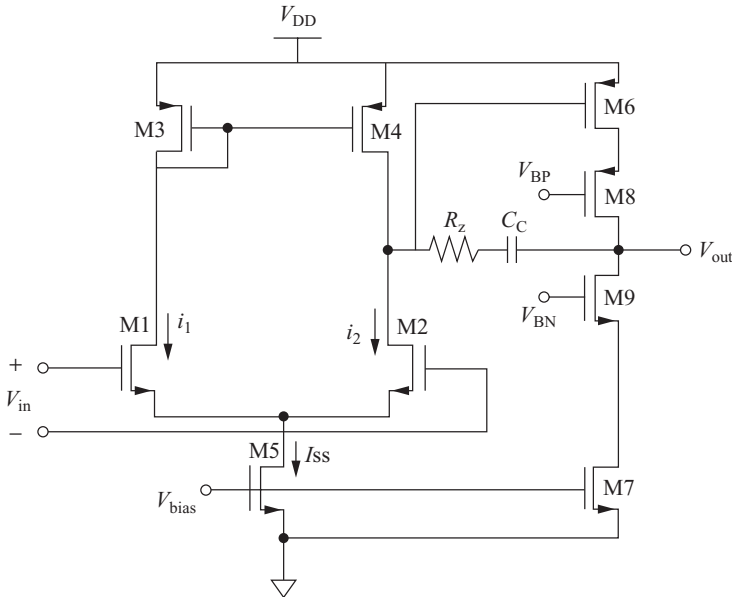 V_DD
M3
M4
M6
V_BP
M8
R_z
C_C
V_out
M9
V_BN
M1
i_1
i_2
M2
+
V_in
−
M5
I_SS
V_bias
M7